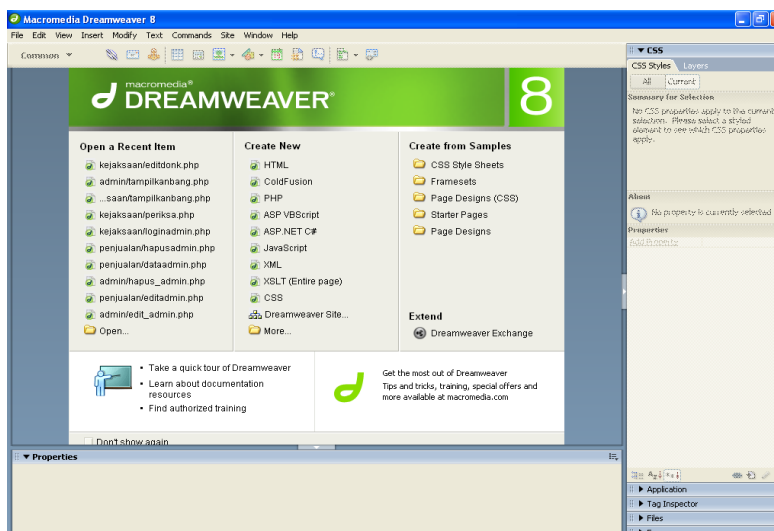 Macromedia Dreamweaver 8
File Edit View Insert Modify Text Commands Site Window Help
Common
macromedia®
DREAMWEAVER®
8
Open a Recent Item
kejaksaan/editdonk.php
admin/tampilkanbang.php
...saan/tampilkanbang.php
kejaksaan/periksa.php
kejaksaan/loginadmin.php
penjualan/hapusadmin.php
penjualan/dataadmin.php
admin/hapus_admin.php
penjualan/editadmin.php
admin/edit_admin.php
Open...
Create New
HTML
ColdFusion
PHP
ASP VBScript
ASP.NET C#
JavaScript
XML
XSLT (Entire page)
CSS
Dreamweaver Site...
More...
Create from Samples
CSS Style Sheets
Framesets
Page Designs (CSS)
Starter Pages
Page Designs
Extend
Dreamweaver Exchange
• Take a quick tour of Dreamweaver
• Learn about documentation
resources
• Find authorized training
Get the most out of Dreamweaver
Tips and tricks, training, special offers and
more available at macromedia.com
Don't show again
Properties
CSS
CSS Styles Layers
All Current
Summary for Selection
No CSS properties apply to the current
selection. Please select a styled
element to see which CSS properties
apply.
About
No property is currently selected
Properties
Add Property
Application
Tag Inspector
Files